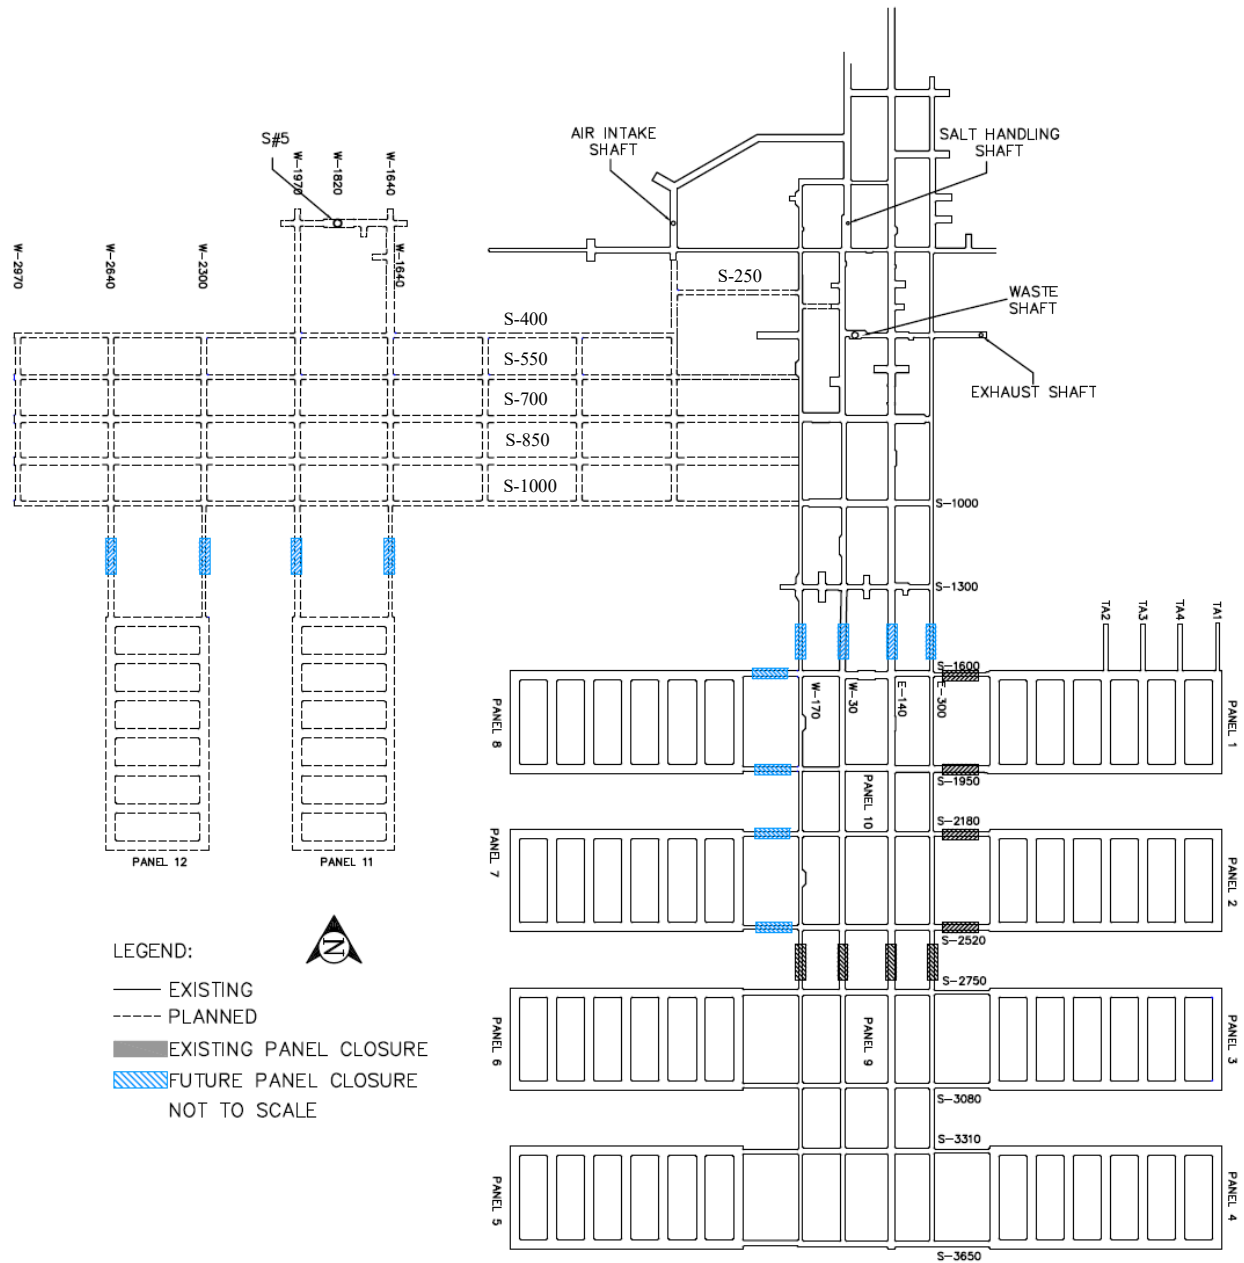 S#5
AIR INTAKE
SHAFT
SALT HANDLING
SHAFT
W-1970
W-1820
W-1640
W-2970
W-2640
W-2300
W-1640
S-250
WASTE
SHAFT
S-400
S-550
EXHAUST SHAFT
S-700
S-850
S-1000
S-1000
S-1300
TA2
TA3
TA4
TA1
S-1600
PANEL 8
W-170
W-30
E-140
E-300
PANEL 1
S-1950
PANEL 10
S-2180
PANEL 12
PANEL 11
PANEL 7
PANEL 2
S-2520
S-2750
LEGEND:
N
EXISTING
PLANNED
EXISTING PANEL CLOSURE
FUTURE PANEL CLOSURE
NOT TO SCALE
PANEL 6
PANEL 9
PANEL 3
S-3080
S-3310
PANEL 5
PANEL 4
S-3650